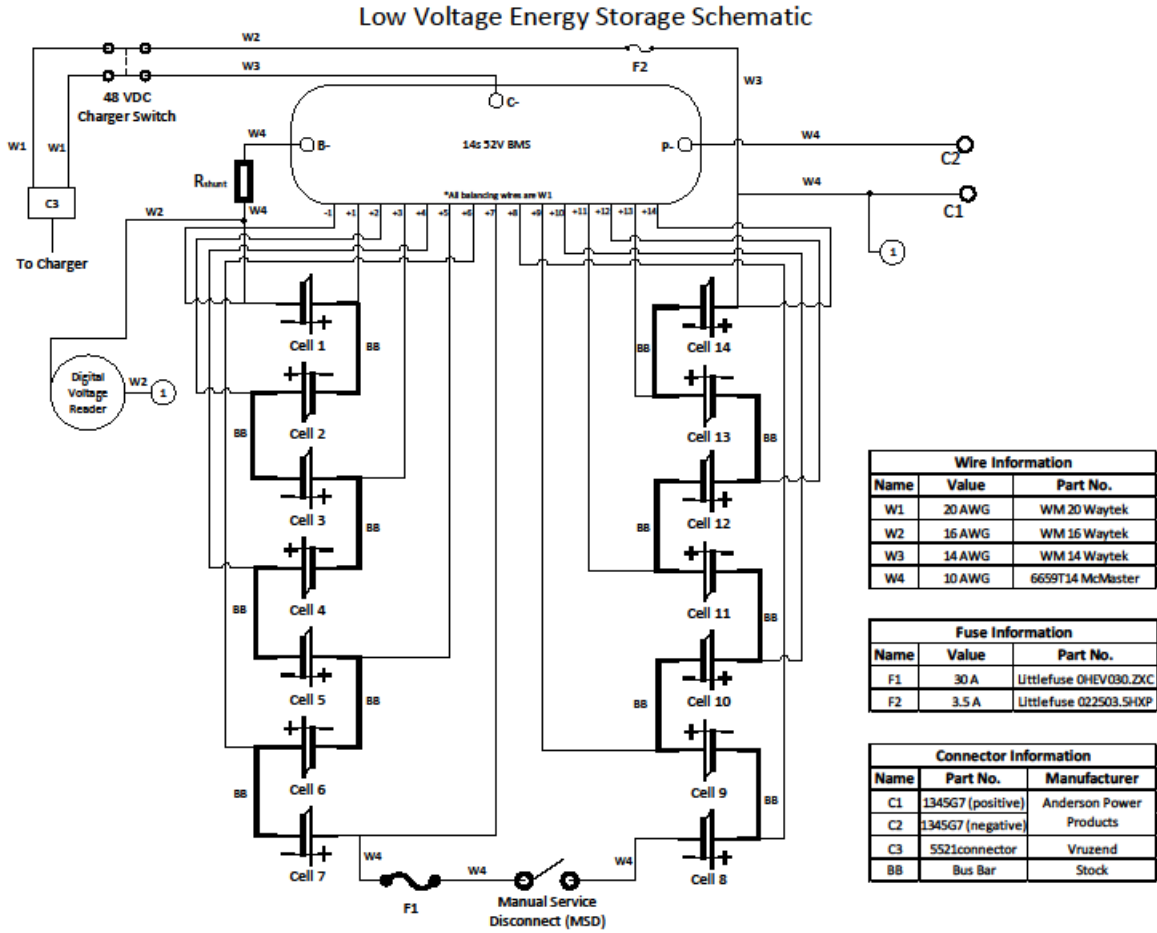 Low Voltage Energy Storage Schematic
W2
F2
W3
W3
48 VDC
Charger Switch
C-
W1
W1
W4
B-
14s 52V BMS
P-
W4
C2
Rshunt
*All balancing wires are W1
W4
C1
C3
W2
W4
-1 +1 +2 +3 +4 +5 +6 +7 +8 +9 +10 +11 +12 +13 +14
To Charger
1
Cell 1
Cell 14
BB
BB
Digital
Voltage
Reader
W2
1
Cell 2
Cell 13
BB
BB
Cell 3
Cell 12
BB
BB
Cell 4
Cell 11
BB
BB
Cell 5
Cell 10
BB
BB
Cell 6
Cell 9
BB
BB
Cell 7
Cell 8
W4
W4
W4
F1
Manual Service
Disconnect (MSD)
Wire Information
Name Value Part No.
W1 20 AWG WM 20 Waytek
W2 16 AWG WM 16 Waytek
W3 14 AWG WM 14 Waytek
W4 10 AWG 6659T14 McMaster
Fuse Information
Name Value Part No.
F1 30 A Littlefuse 0HEV030.ZXC
F2 3.5 A Littlefuse 022503.5HXP
Connector Information
Name Part No. Manufacturer
C1 1345G7 (positive) Anderson Power
C2 1345G7 (negative) Products
C3 5521connector Vruzend
BB Bus Bar Stock